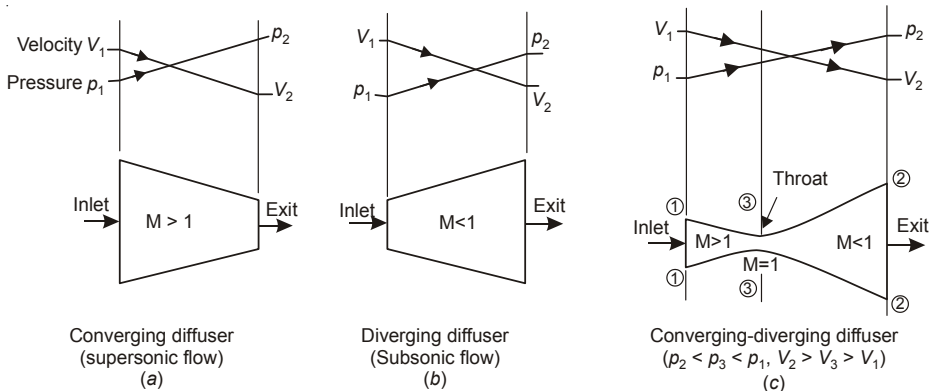 Velocity V1
p2
Pressure p1
V2
Inlet
M > 1
Exit
Converging diffuser
(supersonic flow)
(a)
V1
p2
p1
V2
Inlet
M<1
Exit
Diverging diffuser
(Subsonic flow)
(b)
V1
p2
p1
V2
Throat
① ③ ②
Inlet
M>1
M<1
Exit
M=1
① ③ ②
Converging-diverging diffuser
(p2 < p3 < p1, V2 > V3 > V1)
(c)